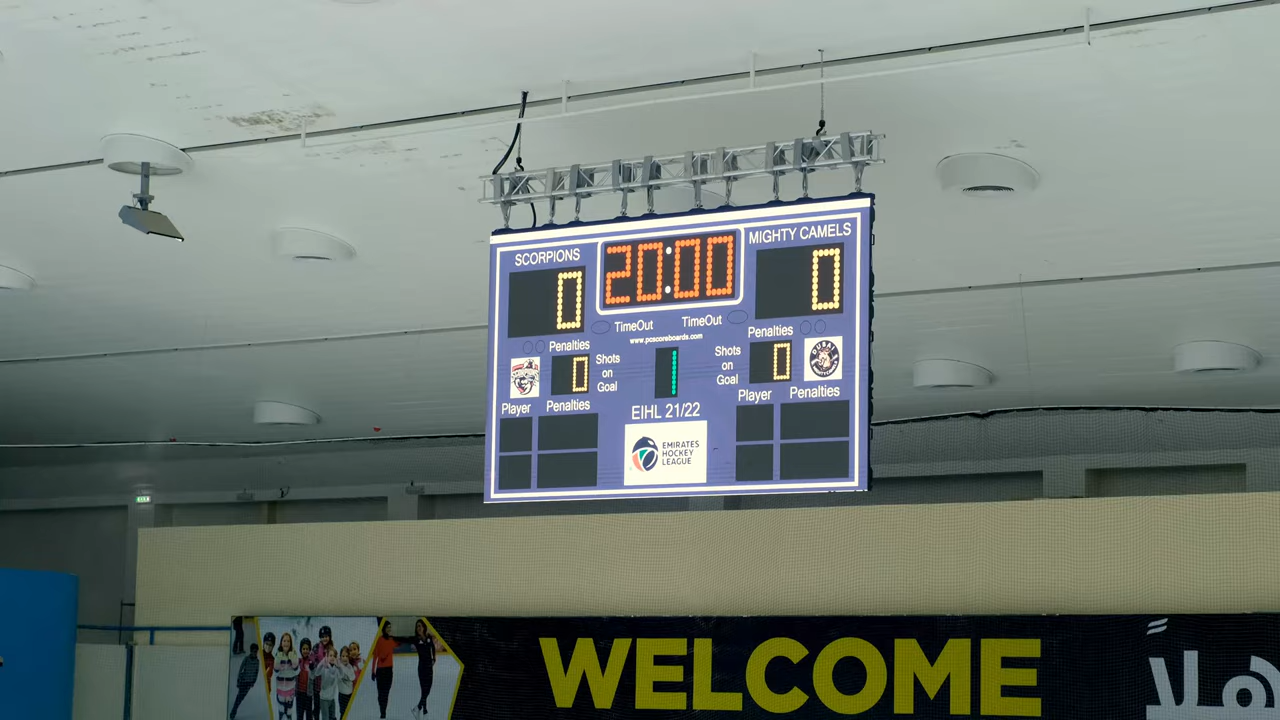 SCORPIONS
20:00
MIGHTY CAMELS
0
0
TimeOut
TimeOut
www.pcscoreboards.com
Penalties
Penalties
0
Shots
on
Goal
1
Shots
on
Goal
0
DUBAI
Player
Penalties
EIHL 21/22
Player
Penalties
EMIRATES
HOCKEY
LEAGUE
WELCOME